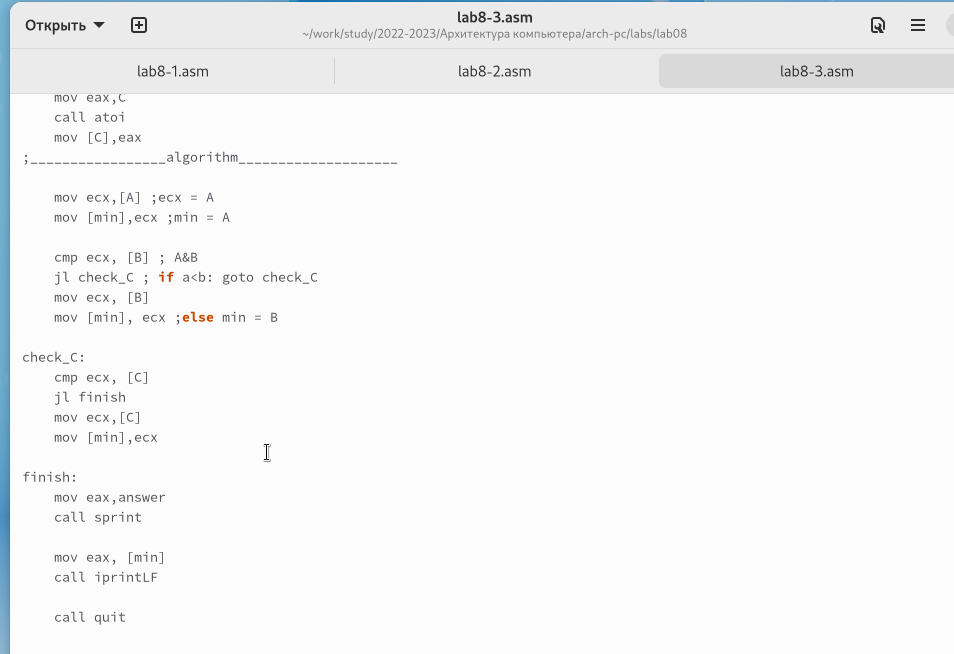 Открыть
lab8-3.asm
~/work/study/2022-2023/Архитектура компьютера/arch-pc/labs/lab08
lab8-1.asm
lab8-2.asm
lab8-3.asm
mov eax,C
call atoi
mov [C],eax
;_________________algorithm____________________
mov ecx,[A] ;ecx = A
mov [min],ecx ;min = A
cmp ecx, [B] ; A&B
jl check_C ; if a<b: goto check_C
mov ecx, [B]
mov [min], ecx ;else min = B
check_C:
cmp ecx, [C]
jl finish
mov ecx,[C]
mov [min],ecx
finish:
mov eax,answer
call sprint
mov eax, [min]
call iprintLF
call quit